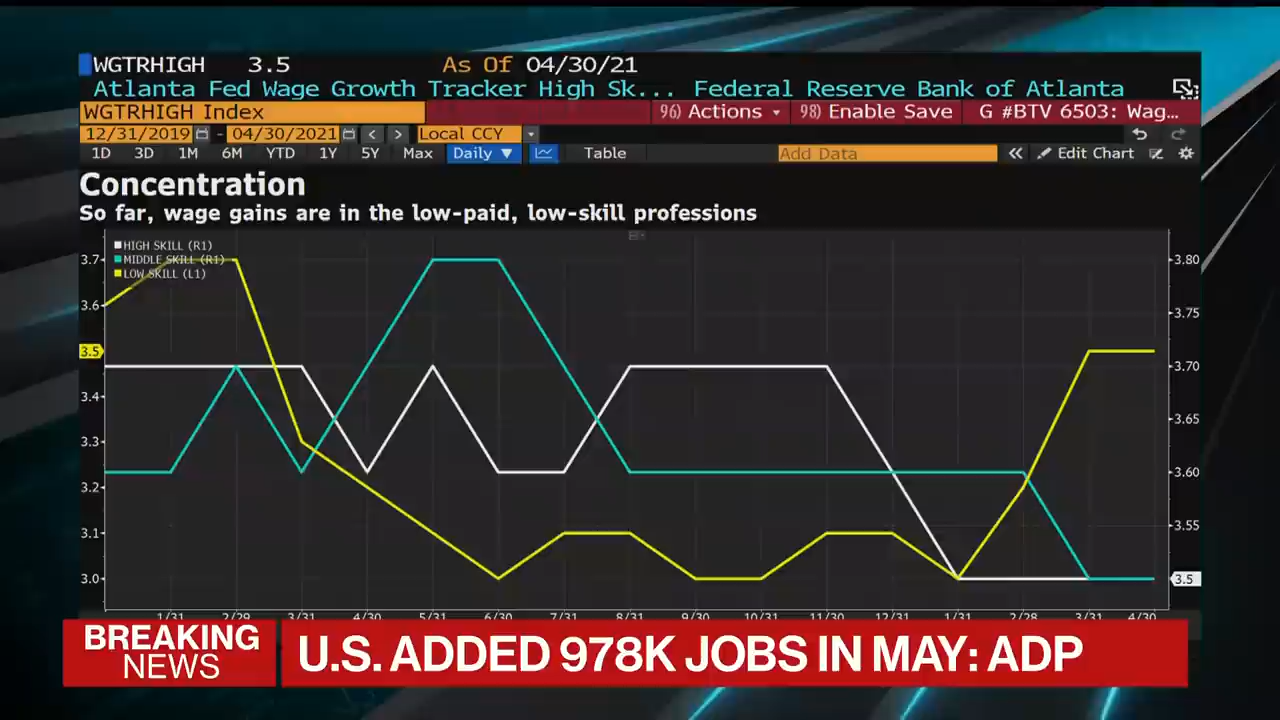 WGTRHIGH 3.5 As Of 04/30/21
Atlanta Fed Wage Growth Tracker High Sk... Federal Reserve Bank of Atlanta
WGTRHIGH Index 96) Actions 98) Enable Save G #BTV 6503: Wag...
12/31/2019 - 04/30/2021 < > Local CCY
1D 3D 1M 6M YTD 1Y 5Y Max Daily ▼ Table Add Data « Edit Chart
Concentration
So far, wage gains are in the low-paid, low-skill professions
HIGH SKILL (R1)
MIDDLE SKILL (R1)
LOW SKILL (L1)
3.7 3.80
3.6 3.75
3.5 3.70
3.4 3.65
3.3 3.60
3.2 3.55
3.1 3.5
3.0
1/31 2/29 3/31 4/30 5/31 6/30 7/31 8/31 9/30 10/31 11/30 12/31 1/31 2/28 3/31 4/30
BREAKING
NEWS
U.S. ADDED 978K JOBS IN MAY: ADP